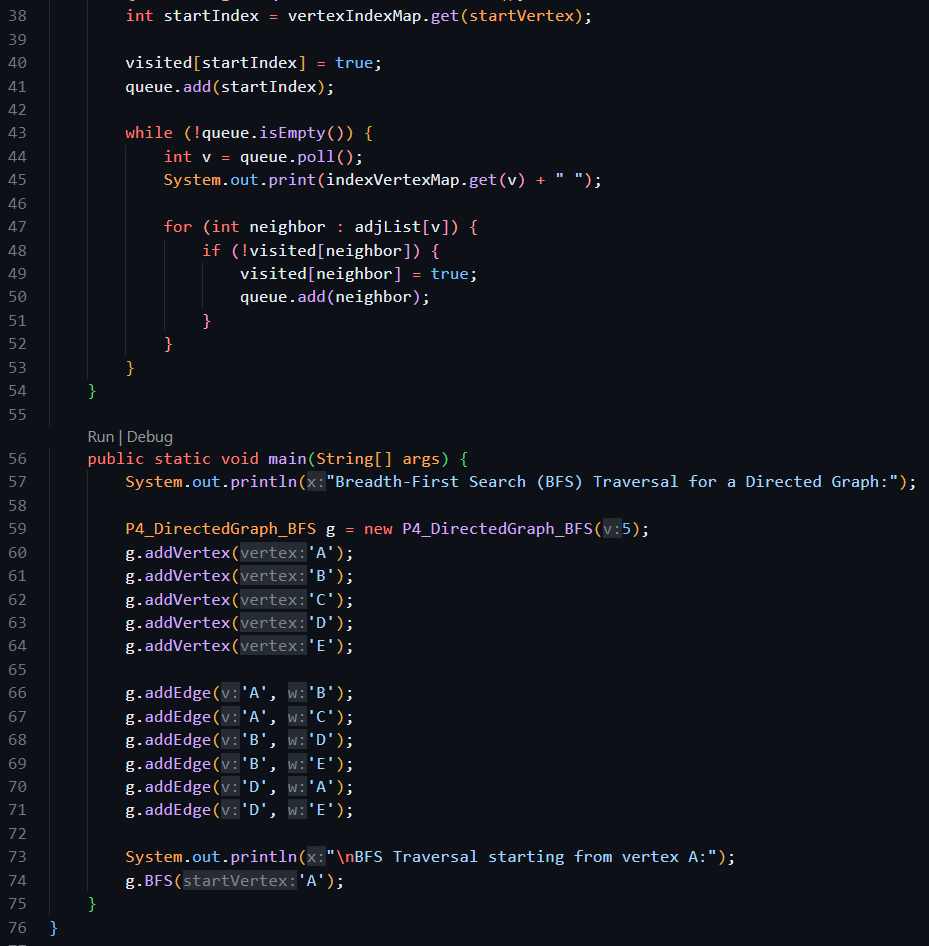 38 int startIndex = vertexIndexMap.get(startVertex);
39
40 visited[startIndex] = true;
41 queue.add(startIndex);
42
43 while (!queue.isEmpty()) {
44 int v = queue.poll();
45 System.out.print(indexVertexMap.get(v) + " ");
46
47 for (int neighbor : adjList[v]) {
48 if (!visited[neighbor]) {
49 visited[neighbor] = true;
50 queue.add(neighbor);
51 }
52 }
53 }
54 }
55
Run | Debug
56 public static void main(String[] args) {
57 System.out.println(x:"Breadth-First Search (BFS) Traversal for a Directed Graph:");
58
59 P4_DirectedGraph_BFS g = new P4_DirectedGraph_BFS(v:5);
60 g.addVertex(vertex:'A');
61 g.addVertex(vertex:'B');
62 g.addVertex(vertex:'C');
63 g.addVertex(vertex:'D');
64 g.addVertex(vertex:'E');
65
66 g.addEdge(v:'A', w:'B');
67 g.addEdge(v:'A', w:'C');
68 g.addEdge(v:'B', w:'D');
69 g.addEdge(v:'B', w:'E');
70 g.addEdge(v:'D', w:'A');
71 g.addEdge(v:'D', w:'E');
72
73 System.out.println(x:"\nBFS Traversal starting from vertex A:");
74 g.BFS(startVertex:'A');
75 }
76 }